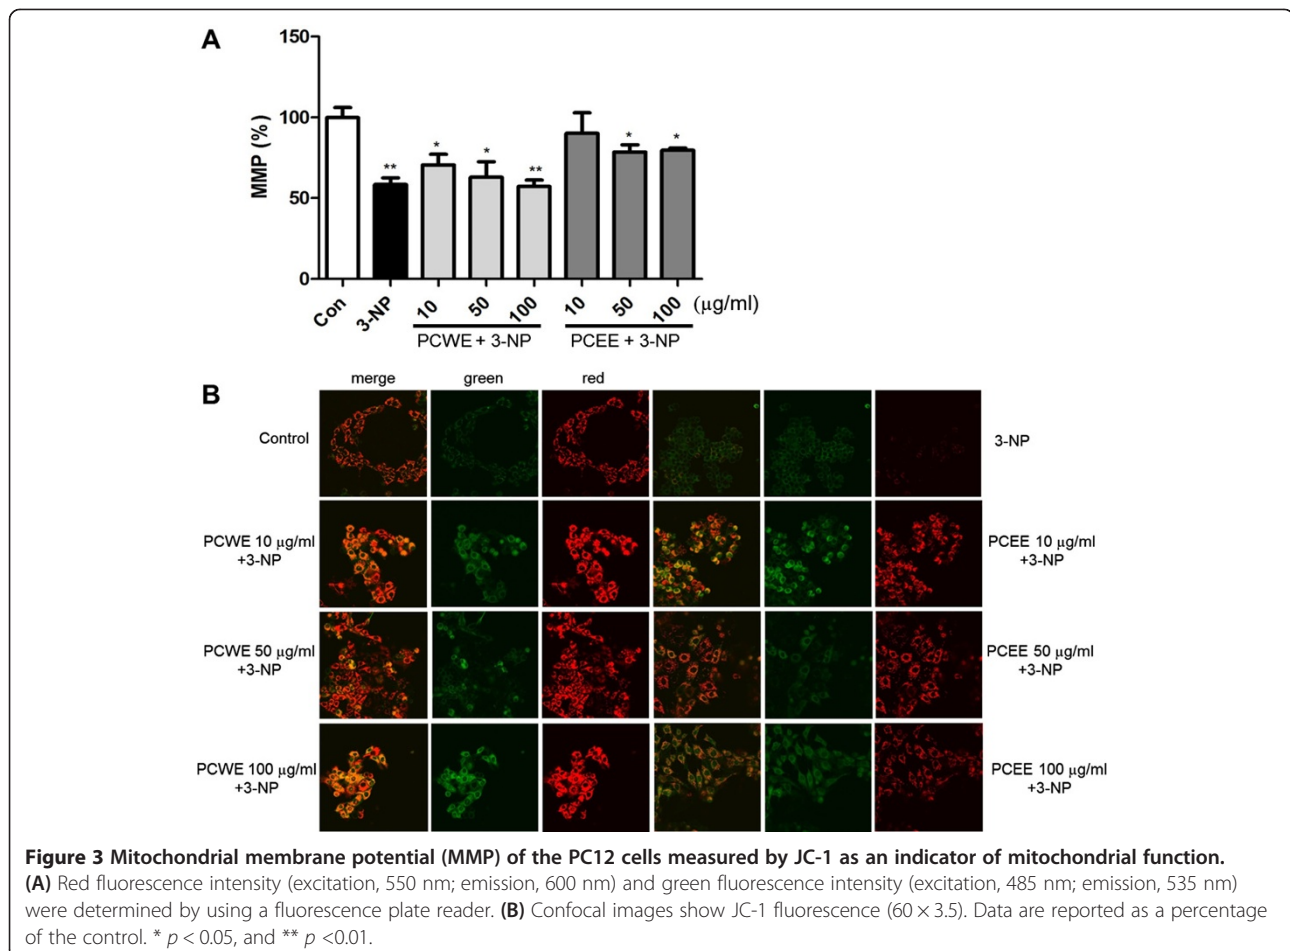 A
150
100
50
0
MMP (%)
** * * ** * *
Con 3-NP 10 50 100 10 50 100 (μg/ml)
PCWE + 3-NP PCEE + 3-NP
B
merge green red
Control
3-NP
PCWE 10 μg/ml
+3-NP
PCEE 10 μg/ml
+3-NP
PCWE 50 μg/ml
+3-NP
PCEE 50 μg/ml
+3-NP
PCWE 100 μg/ml
+3-NP
PCEE 100 μg/ml
+3-NP
Figure 3 Mitochondrial membrane potential (MMP) of the PC12 cells measured by JC-1 as an indicator of mitochondrial function.
(A) Red fluorescence intensity (excitation, 550 nm; emission, 600 nm) and green fluorescence intensity (excitation, 485 nm; emission, 535 nm)
were determined by using a fluorescence plate reader. (B) Confocal images show JC-1 fluorescence (60 × 3.5). Data are reported as a percentage
of the control. * p < 0.05, and ** p <0.01.